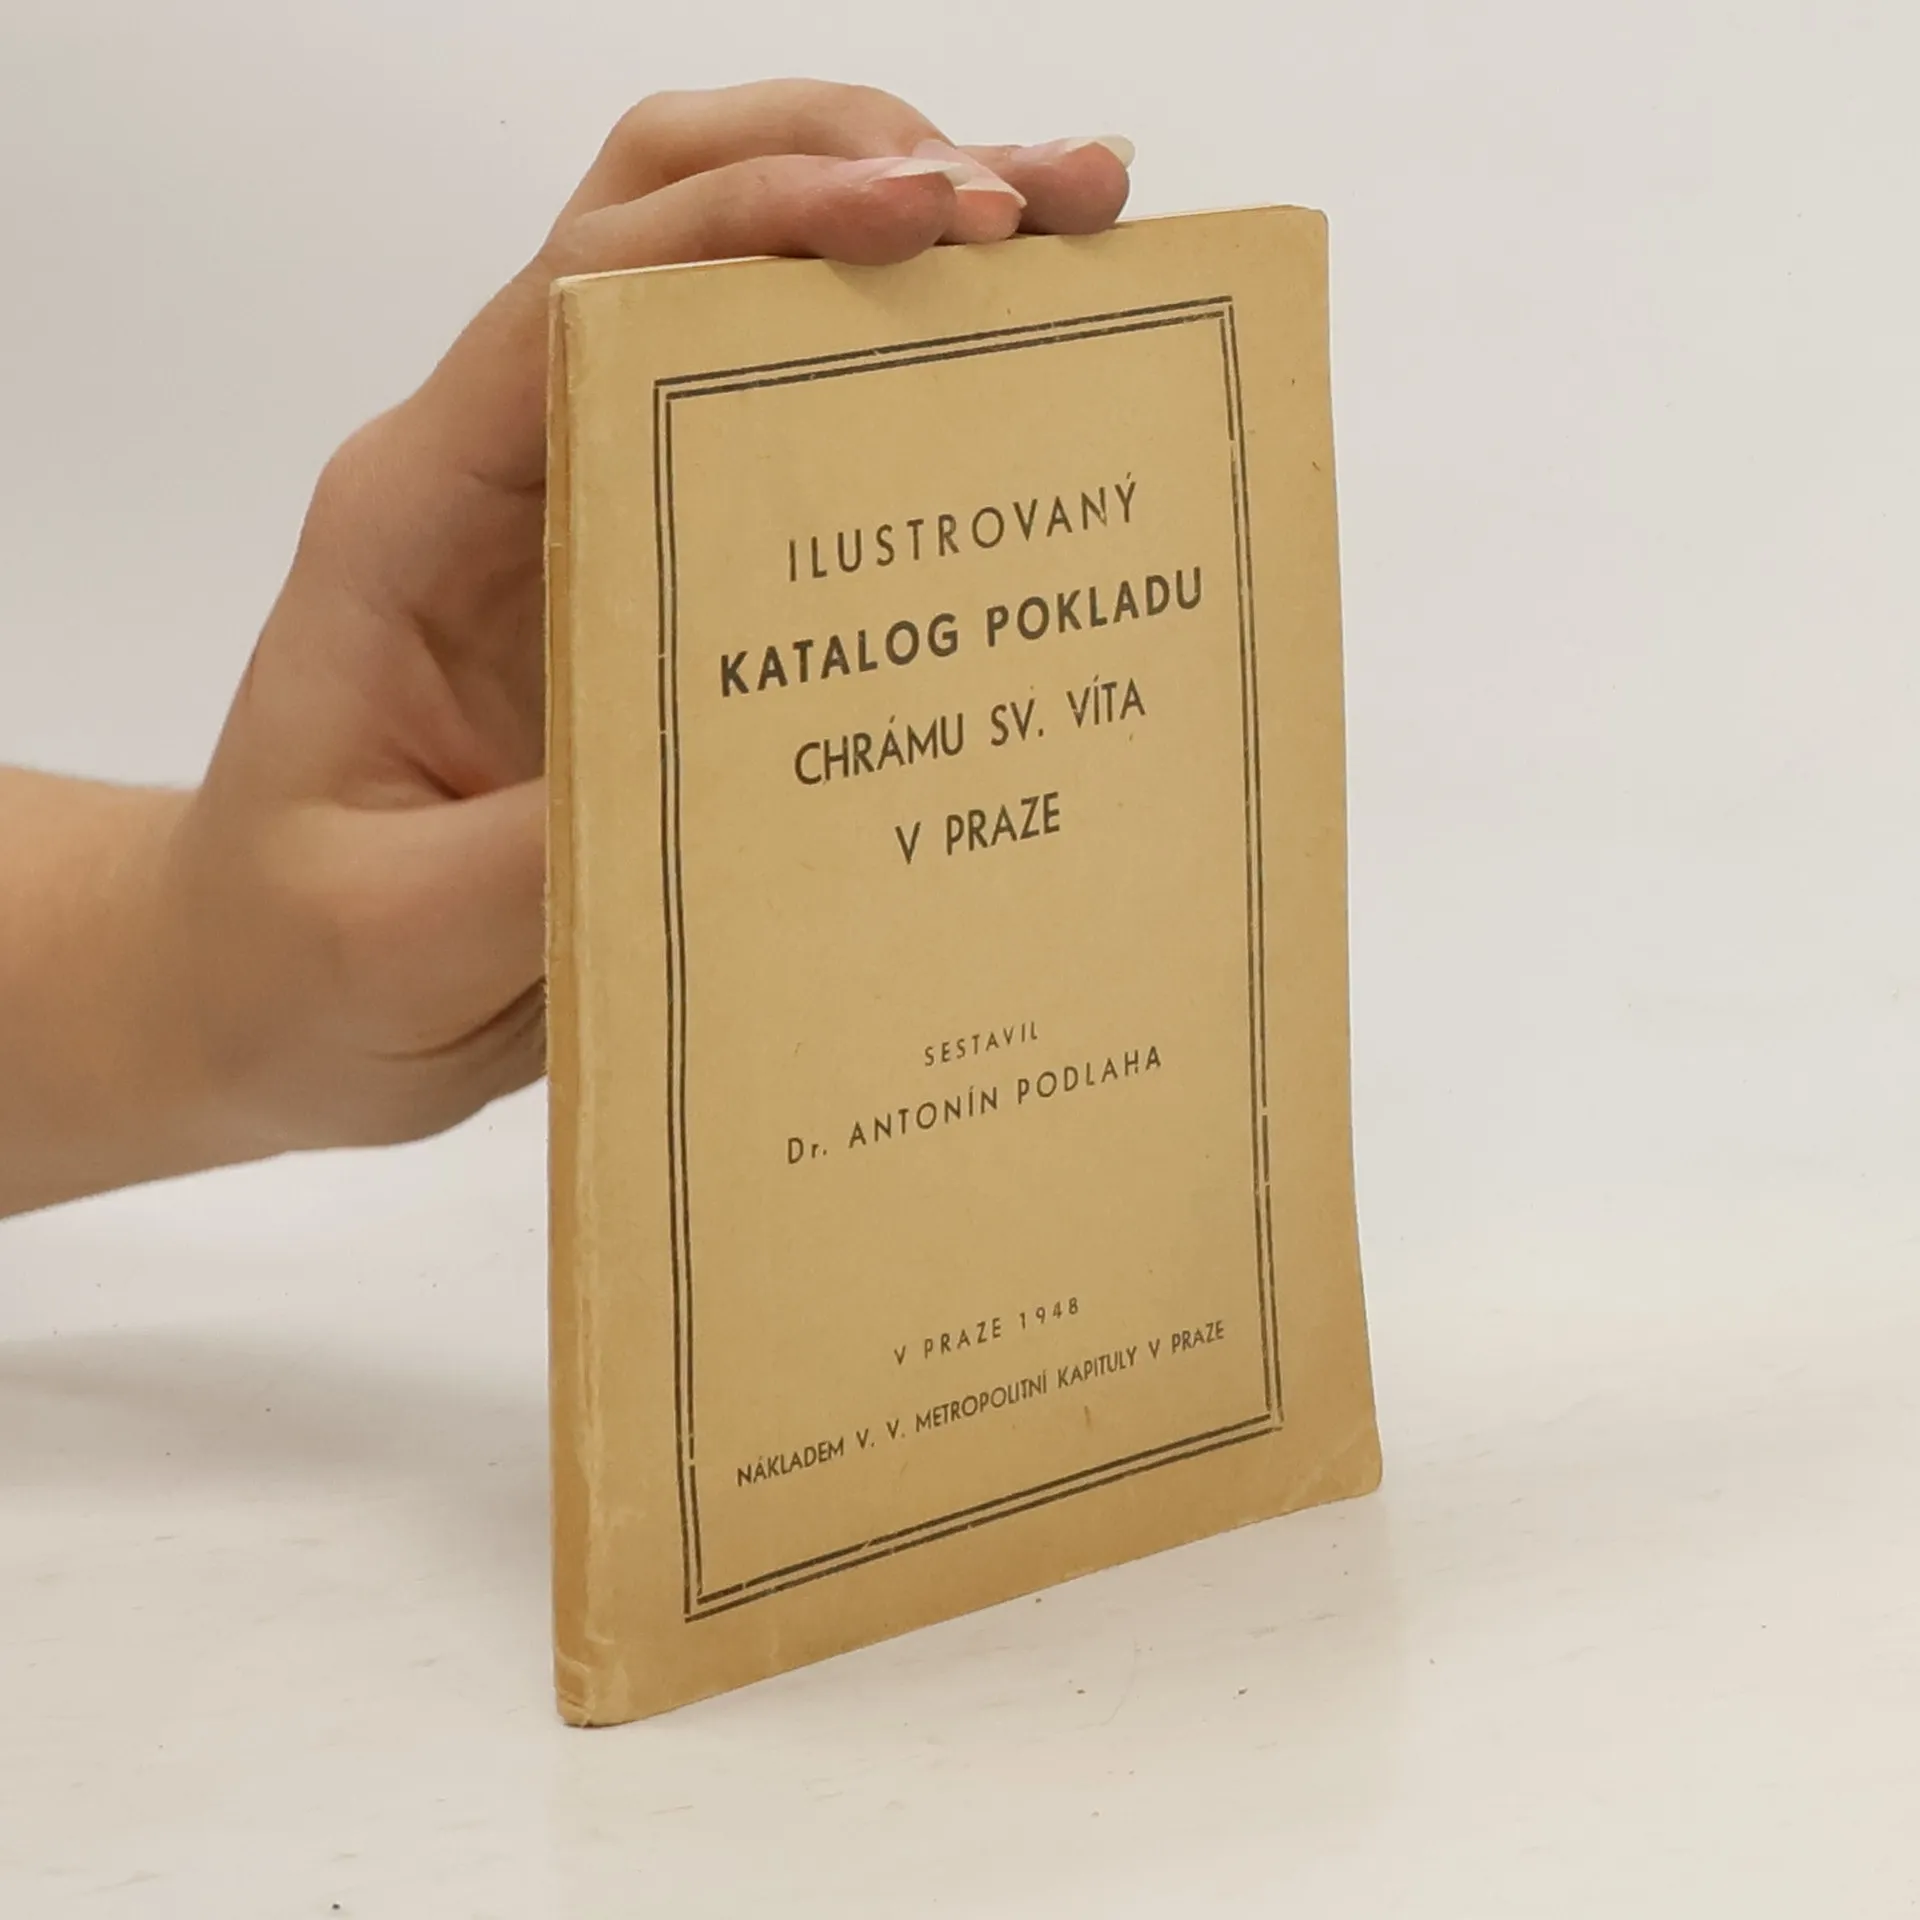 ILUSTROVANÝ
KATALOG POKLADU
CHRÁMU SV. VÍTA
V PRAZE
SESTAVIL
Dr. ANTONÍN PODLAHA
V PRAZE 1948
NÁKLADEM V. V. METROPOLITNÍ KAPITULY V PRAZE